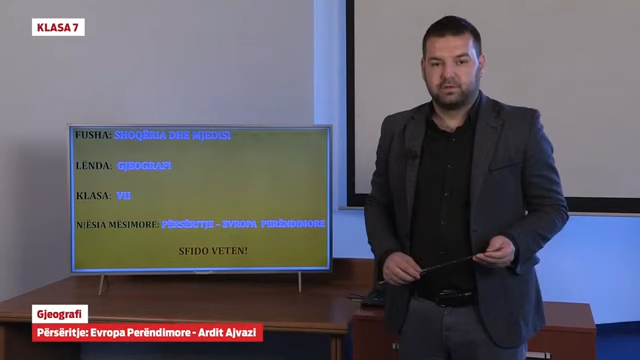 KLASA 7
FUSHA: SHOQËRIA DHE MJEDISI
LËNDA: GJEOGRAFI
KLASA: VII
NJËSIA MËSIMORE: PËRSËRITJE – EVROPA PERËNDIMORE
SFIDO VETEN!
Gjeografi
Përsëritje: Evropa Perëndimore - Ardit Ajvazi